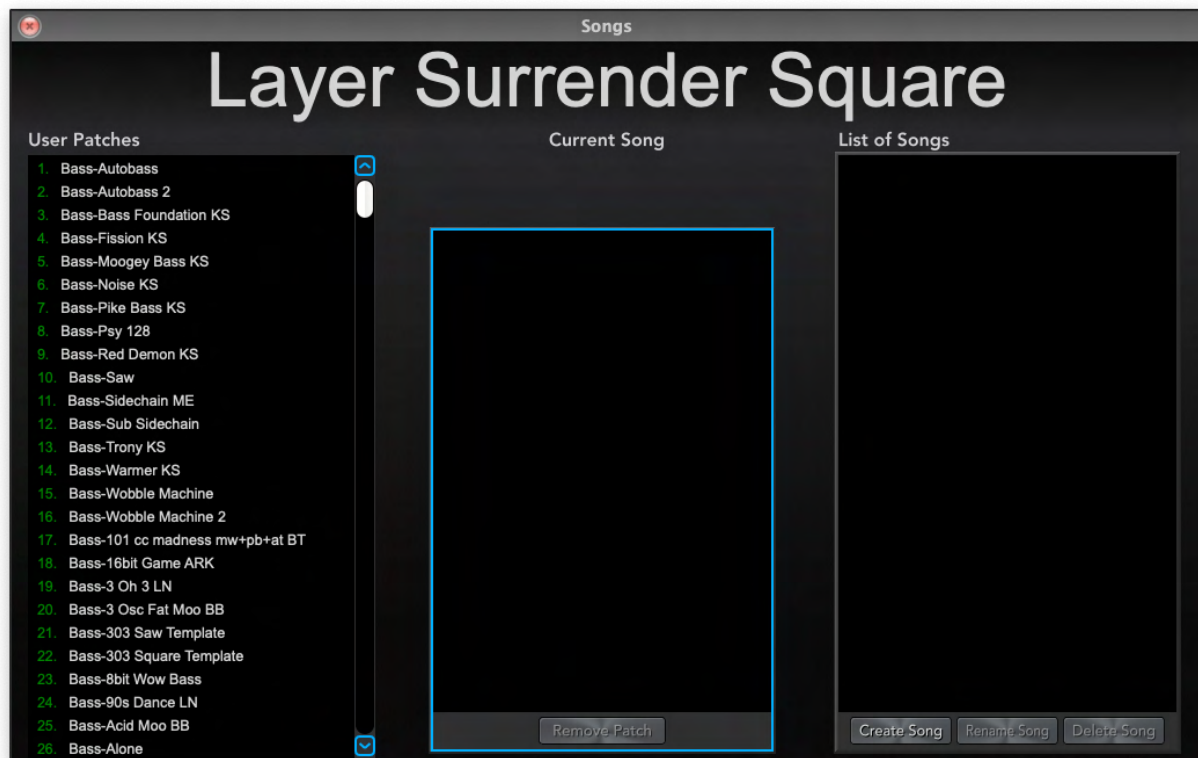 Songs
Layer Surrender Square
User Patches
1. Bass-Autobass
2. Bass-Autobass 2
3. Bass-Bass Foundation KS
4. Bass-Fission KS
5. Bass-Moogey Bass KS
6. Bass-Noise KS
7. Bass-Pike Bass KS
8. Bass-Psy 128
9. Bass-Red Demon KS
10. Bass-Saw
11. Bass-Sidechain ME
12. Bass-Sub Sidechain
13. Bass-Trony KS
14. Bass-Warmer KS
15. Bass-Wobble Machine
16. Bass-Wobble Machine 2
17. Bass-101 cc madness mw+pb+at BT
18. Bass-16bit Game ARK
19. Bass-3 Oh 3 LN
20. Bass-3 Osc Fat Moo BB
21. Bass-303 Saw Template
22. Bass-303 Square Template
23. Bass-8bit Wow Bass
24. Bass-90s Dance LN
25. Bass-Acid Moo BB
26. Bass-Alone
Current Song
Remove Patch
List of Songs
Create Song Rename Song Delete Song